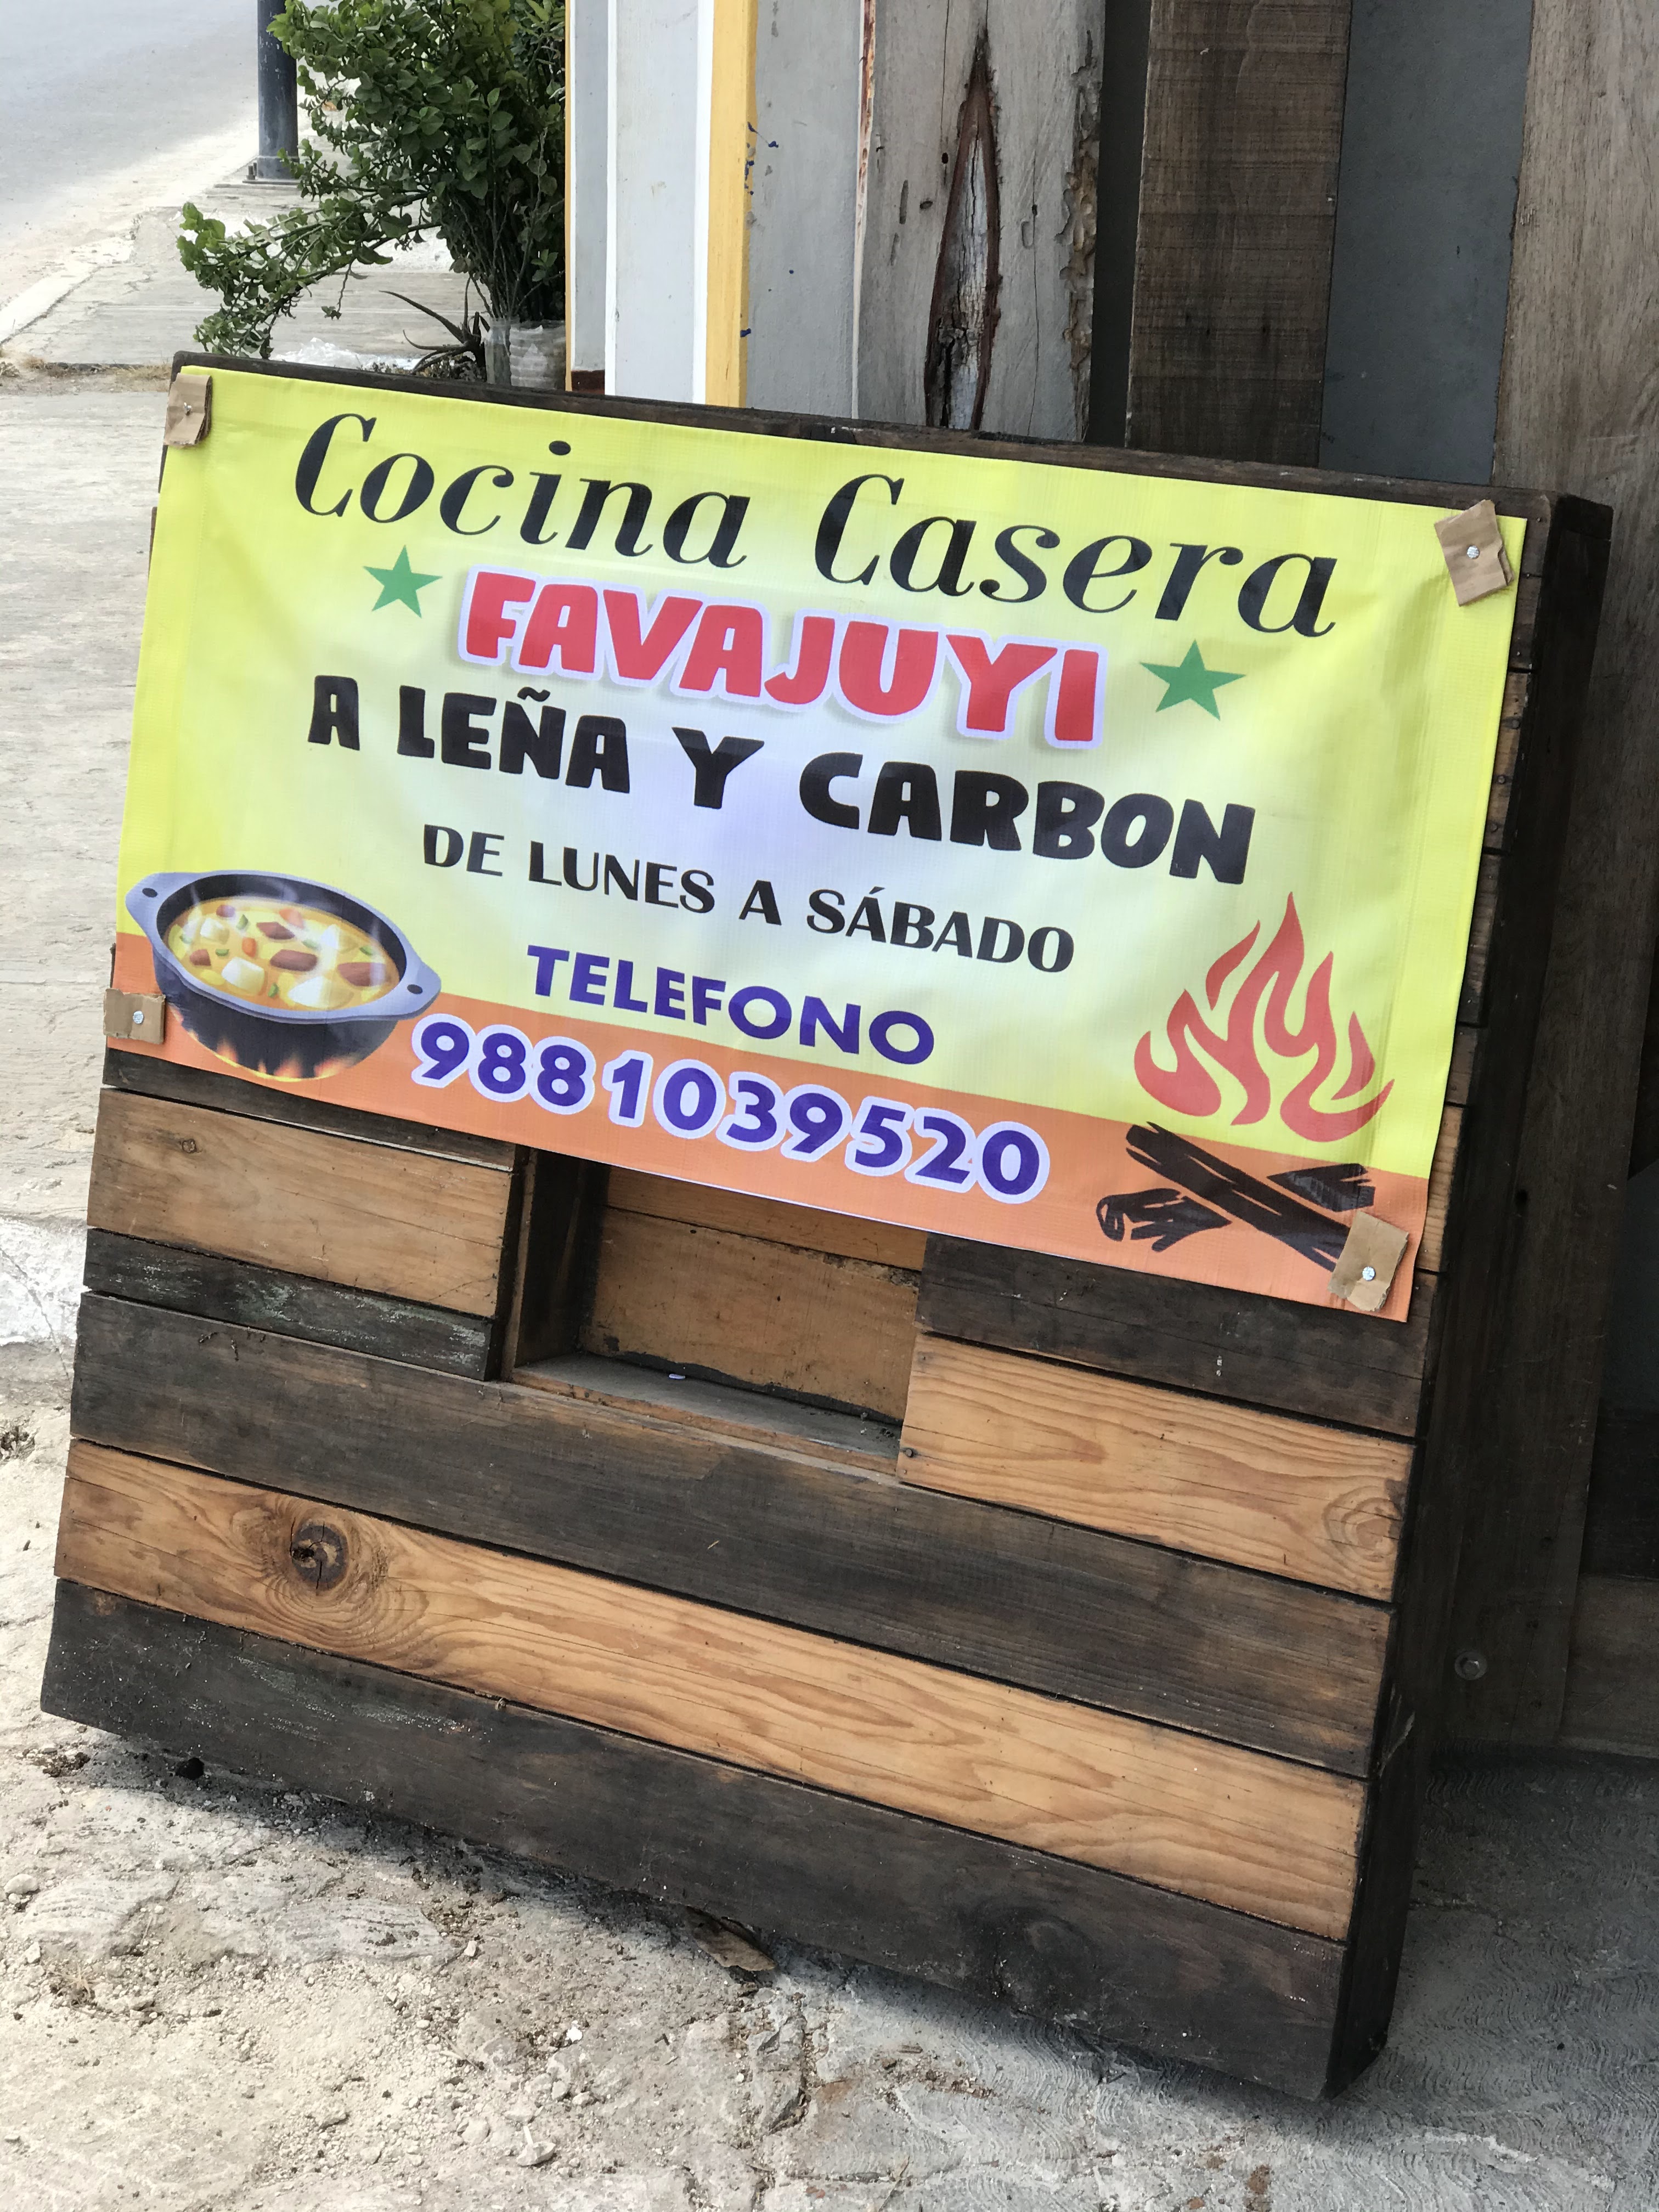 Cocina Casera
FAVAJUYI
A LEÑA Y CARBON
DE LUNES A SÁBADO
TELEFONO
9881039520